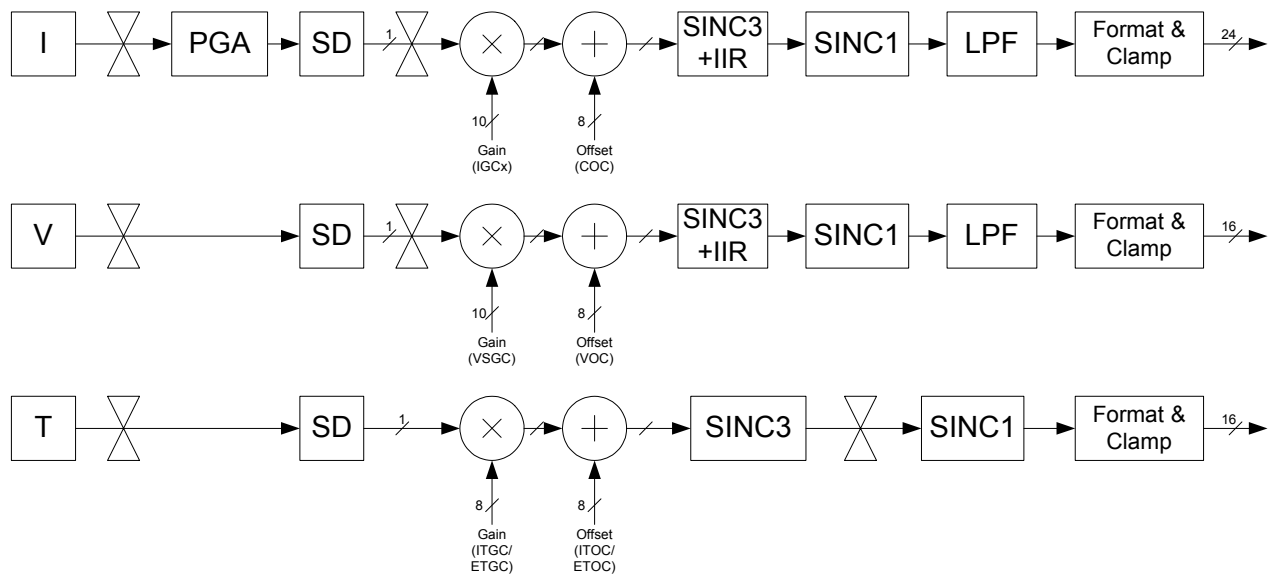 I
PGA
SD
1
×
+
SINC3
+IIR
SINC1
LPF
Format &
Clamp
24
10
8
Gain
(IGCx)
Offset
(COC)
V
SD
1
×
+
SINC3
+IIR
SINC1
LPF
Format &
Clamp
16
10
8
Gain
(VSGC)
Offset
(VOC)
T
SD
1
×
+
SINC3
SINC1
Format &
Clamp
16
8
8
Gain
(ITGC/
ETGC)
Offset
(ITOC/
ETOC)